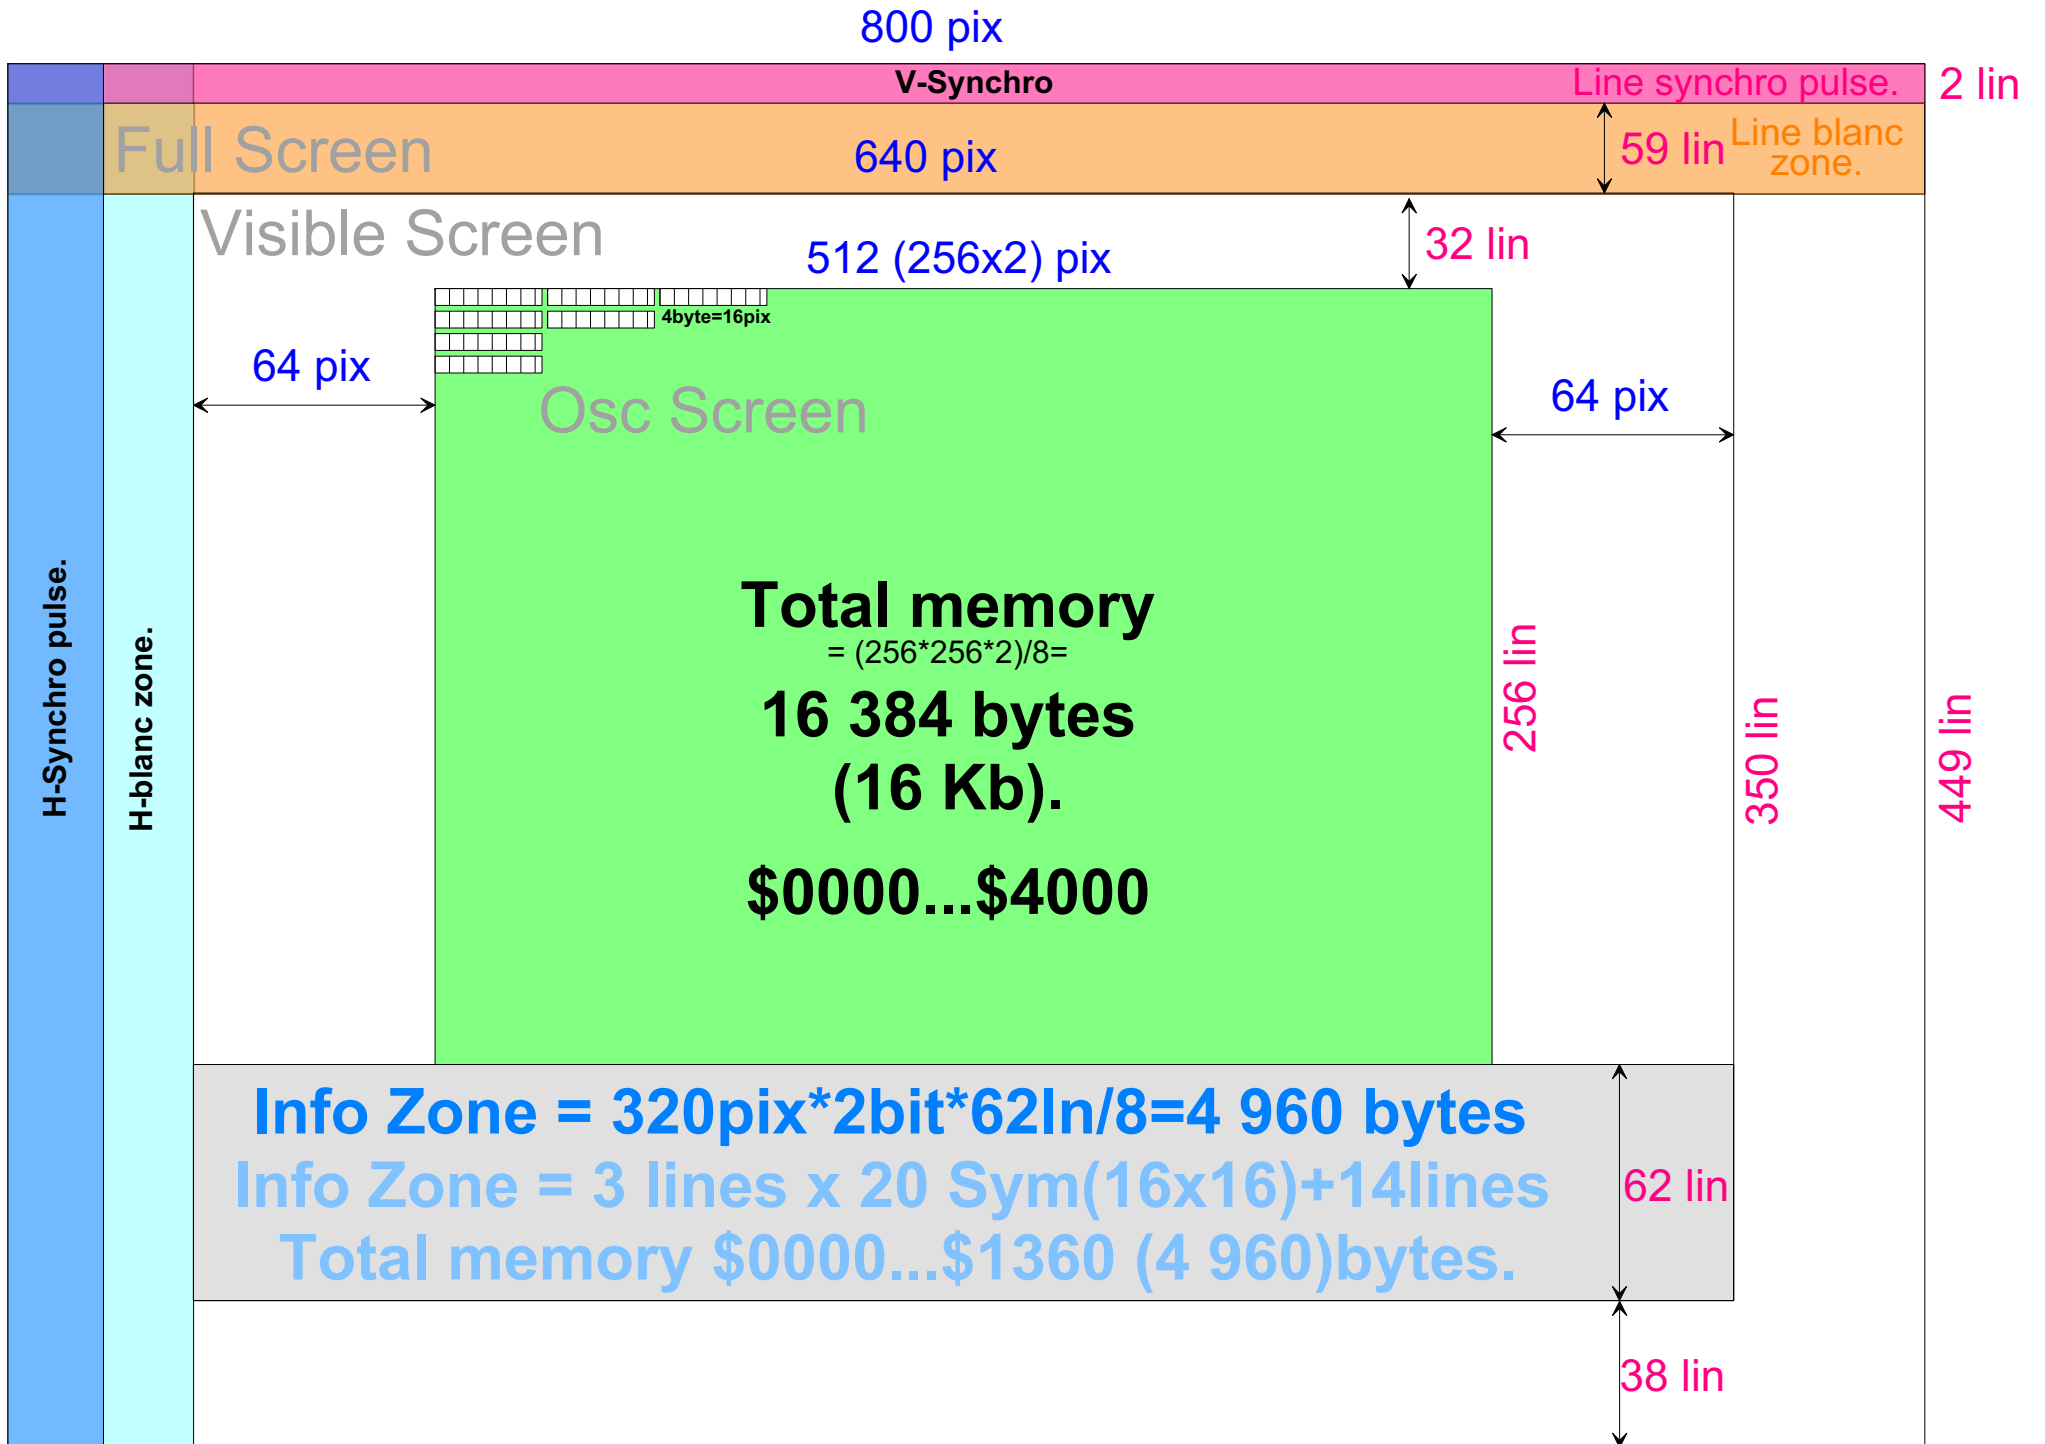 800 pix
V-Synchro
Line synchro pulse.
2 lin
Full Screen
640 pix
59 lin
Line blanc
zone.
Visible Screen
32 lin
512 (256x2) pix
4byte=16pix
64 pix
64 pix
Osc Screen
H-Synchro pulse.
H-blanc zone.
Total memory
= (256*256*2)/8=
16 384 bytes
(16 Kb).
$0000...$4000
256 lin
350 lin
449 lin
Info Zone = 320pix*2bit*62ln/8=4 960 bytes
Info Zone = 3 lines x 20 Sym(16x16)+14lines
Total memory $0000...$1360 (4 960)bytes.
62 lin
38 lin